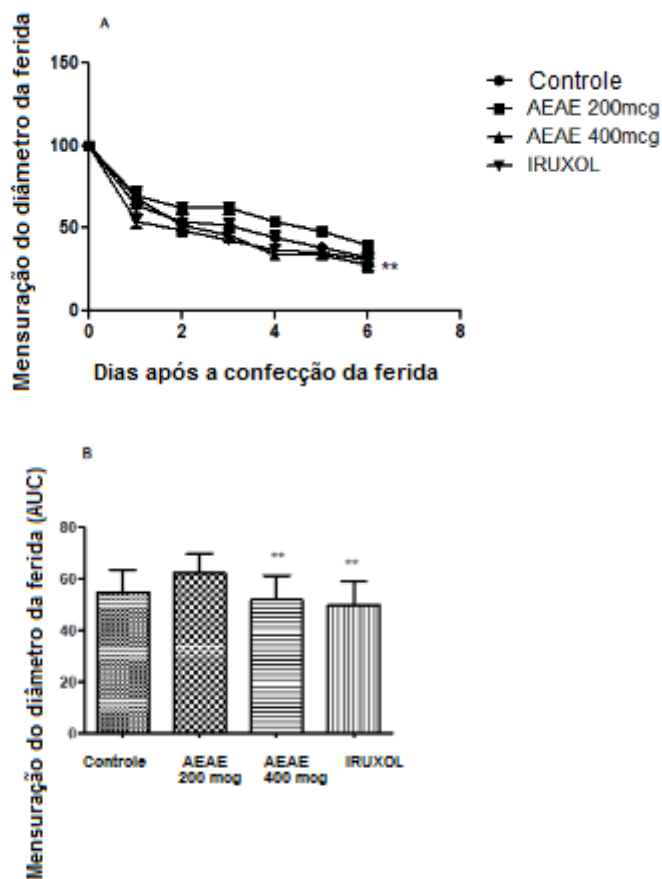 A
Mensuração do diâmetro da ferida
150
100
50
0
0
2
4
6
8
**
Dias após a confecção da ferida
Controle
AEAE 200mcg
AEAE 400mcg
IRUXOL
B
Mensuração do diâmetro da ferida (AUC)
80
60
40
20
0
**
**
Controle
AEAE
200 mog
AEAE
400 mog
IRUXOL